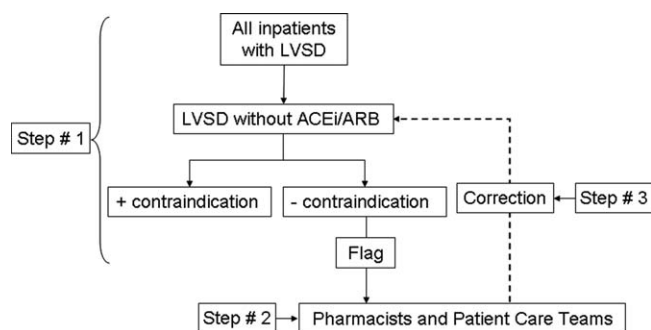 All inpatients
with LVSD
LVSD without ACEi/ARB
Step # 1
+ contraindication
- contraindication
Correction
Step # 3
Flag
Step # 2
Pharmacists and Patient Care Teams